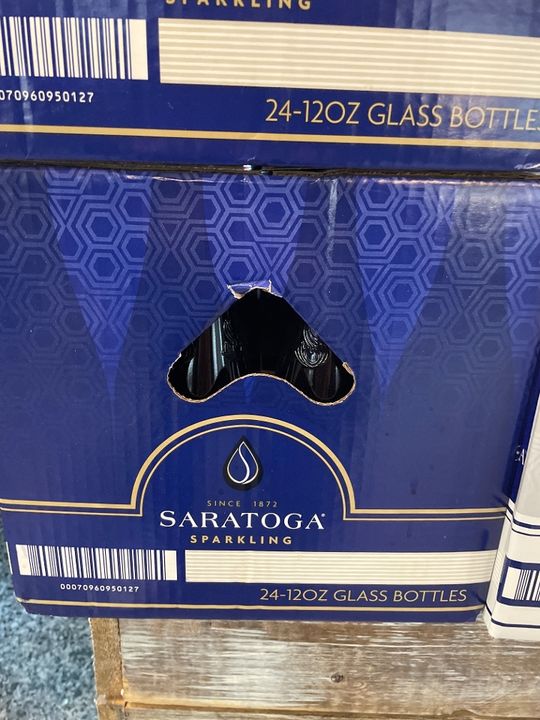 SPARKLING
070960950127
24-12OZ GLASS BOTTLES
SINCE 1872
SARATOGA®
SPARKLING
00070960950127
24-12OZ GLASS BOTTLES